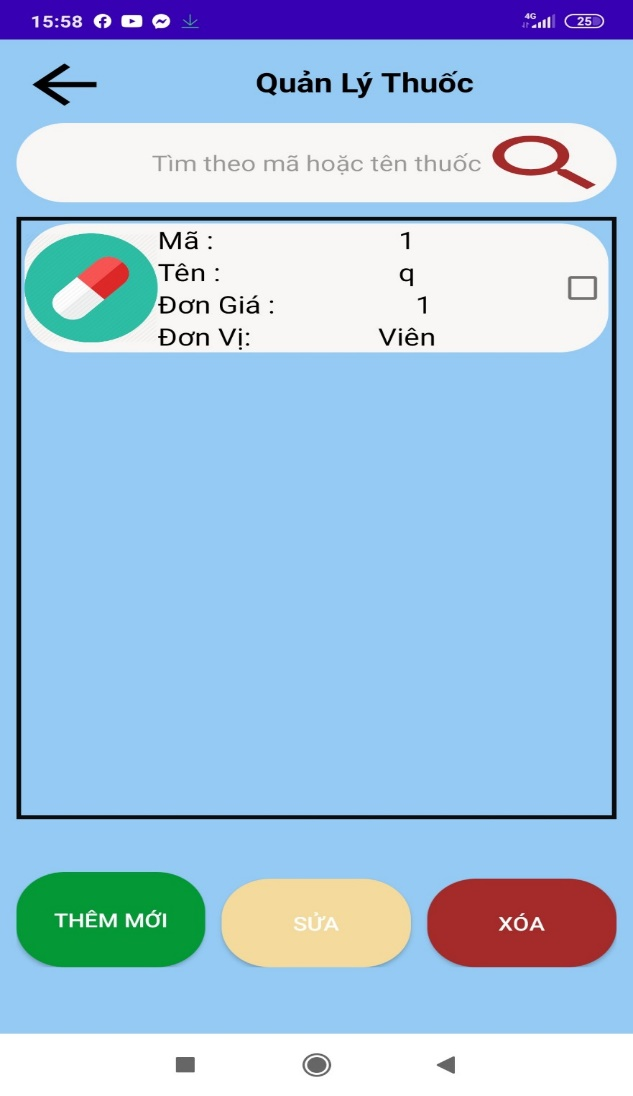 15:58 4G 25
Quản Lý Thuốc
Tìm theo mã hoặc tên thuốc
Mã : 1
Tên : q
Đơn Giá : 1
Đơn Vị: Viên
THÊM MỚI SỬA XÓA